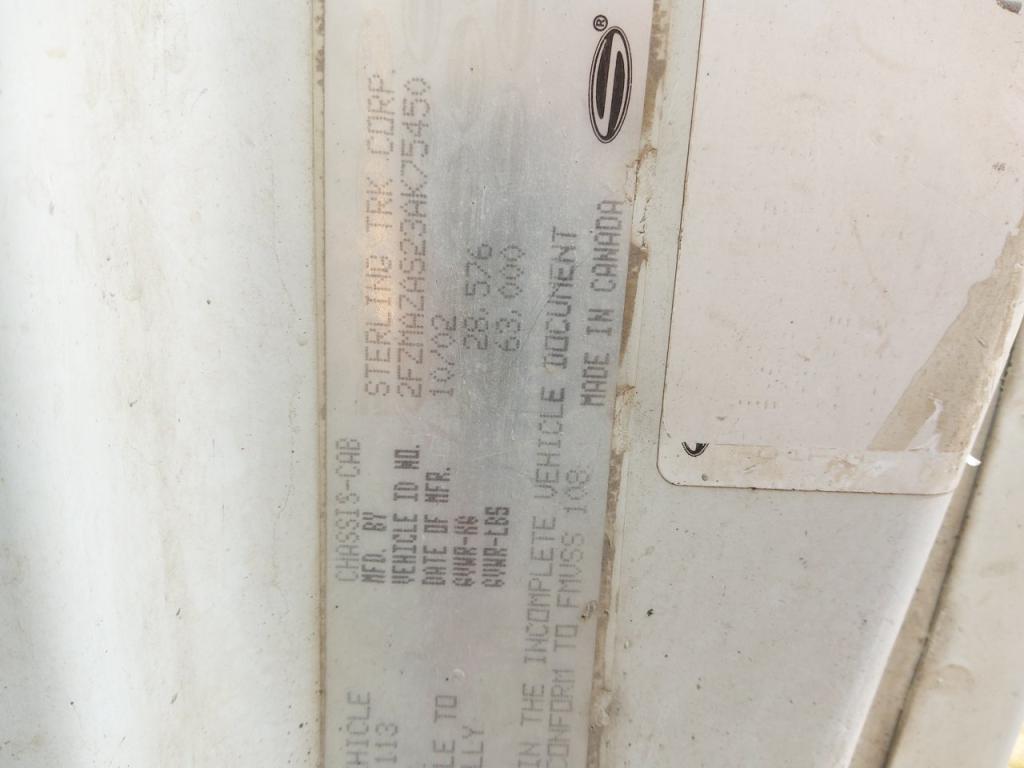 CHASSIS-CAB
MFD. BY STERLING TRK CORP.
VEHICLE ID NO. 2FZMAZAS23AK75450
DATE OF MFR. 10/02
GVWR-KG 28,576
GVWR-LBS 63,000
HICLE
113
LE TO
LLY
IN THE INCOMPLETE VEHICLE DOCUMENT
CONFORM TO FMVSS 108
MADE IN CANADA
®